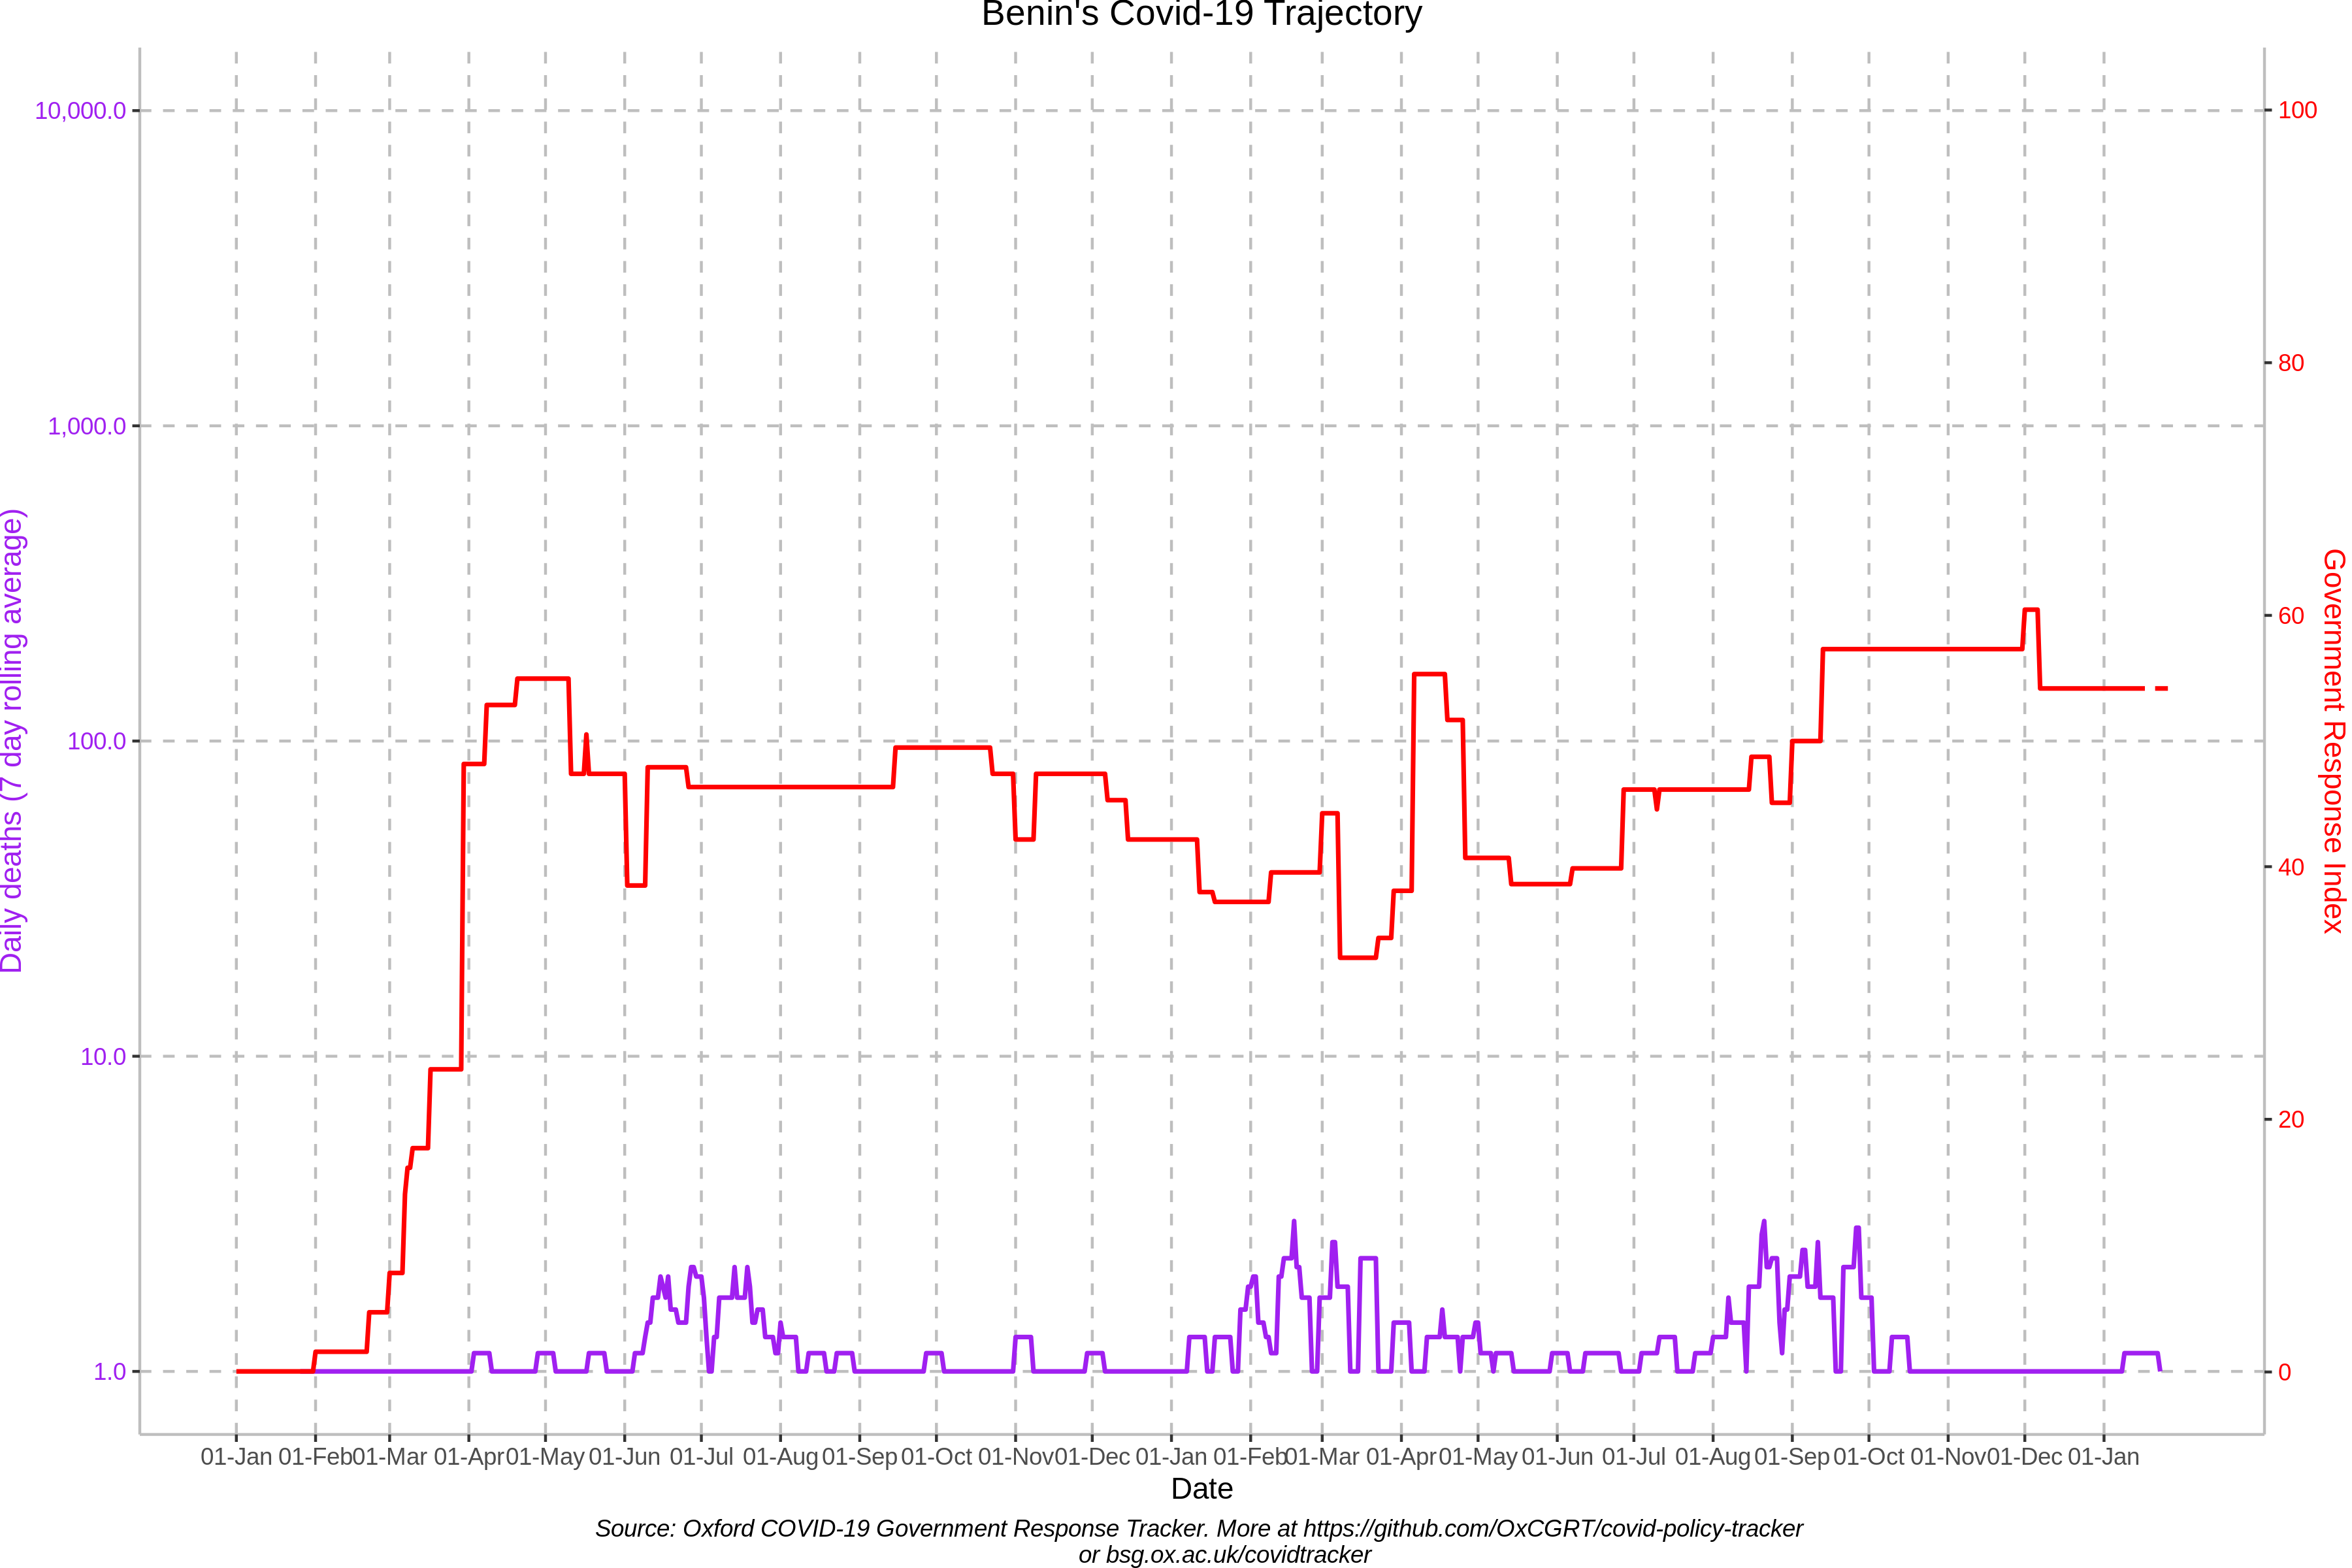 Benin's Covid-19 Trajectory
10,000.0
1,000.0
100.0
10.0
1.0
Daily deaths (7 day rolling average)
100
80
60
40
20
0
Government Response Index
01-Jan 01-Feb 01-Mar 01-Apr 01-May 01-Jun 01-Jul 01-Aug 01-Sep 01-Oct 01-Nov 01-Dec 01-Jan 01-Feb 01-Mar 01-Apr 01-May 01-Jun 01-Jul 01-Aug 01-Sep 01-Oct 01-Nov 01-Dec 01-Jan
Date
Source: Oxford COVID-19 Government Response Tracker. More at https://github.com/OxCGRT/covid-policy-tracker
or bsg.ox.ac.uk/covidtracker